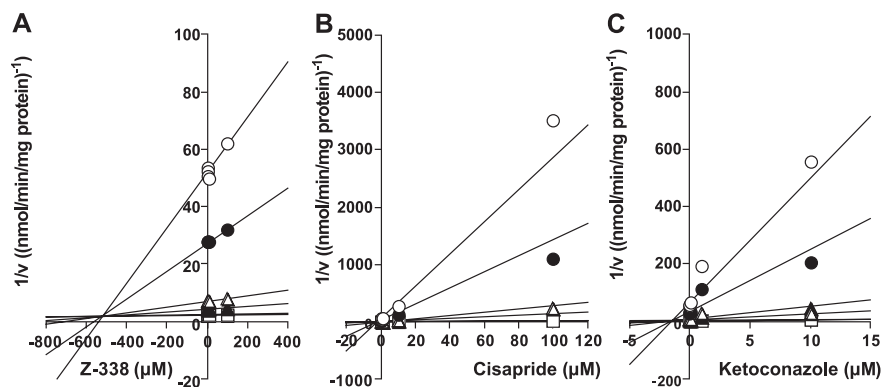 A
B
C
1/v ((nmol/min/mg protein)⁻¹)
100
80
60
40
20
0
-20
-800 -600 -400 -200 0 200 400
Z-338 (µM)
1/v ((nmol/min/mg protein)⁻¹)
5000
4000
3000
2000
1000
0
-1000
-20 0 20 40 60 80 100 120
Cisapride (µM)
1/v ((nmol/min/mg protein)⁻¹)
1000
800
600
400
200
0
-200
-5 0 5 10 15
Ketoconazole (µM)